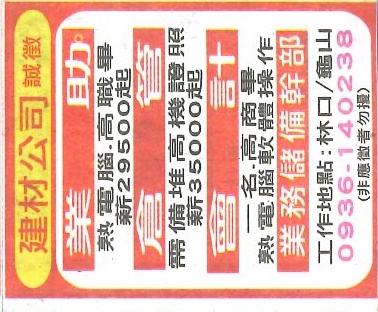 建材公司 誠徵
業助
熟電腦.高職畢
薪29500起
倉管
需備堆高機證照
薪35000起
會計
一名.高商畢
熟電腦軟體操作
業務儲備幹部
工作地點:林口/龜山
0936-140238
(非應徵者勿擾)